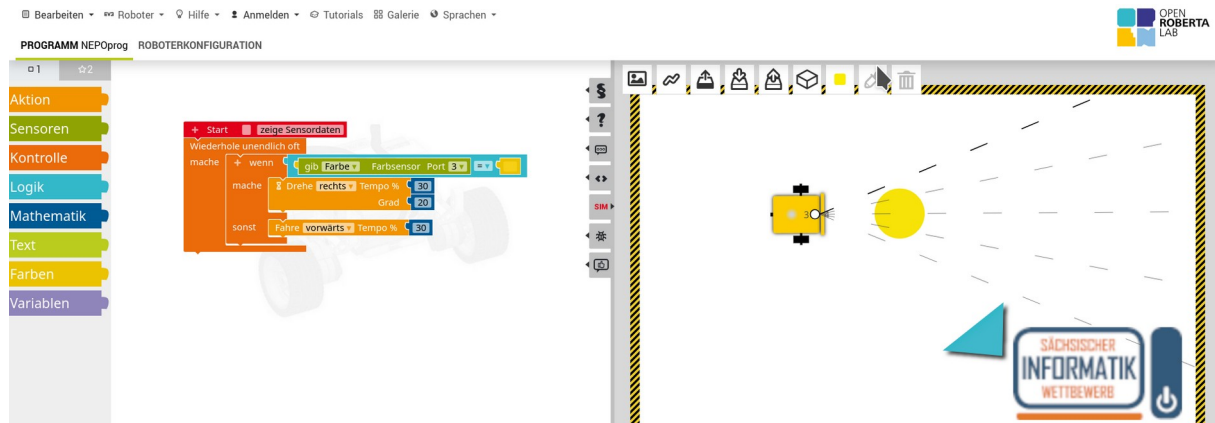 Bearbeiten EV3 Roboter Hilfe Anmelden Tutorials Galerie Sprachen
OPEN
ROBERTA
LAB
PROGRAMM NEPOprog ROBOTERKONFIGURATION
1 2
Aktion
Sensoren
Kontrolle
Logik
Mathematik
Text
Farben
Variablen
+ Start zeige Sensordaten
Wiederhole unendlich oft
mache + wenn gib Farbe Farbsensor Port 3 =
mache Drehe rechts Tempo % 30
Grad 20
sonst Fahre vorwärts Tempo % 30
§
?
<>
SIM
3
SÄCHSISCHER
INFORMATIK
WETTBEWERB